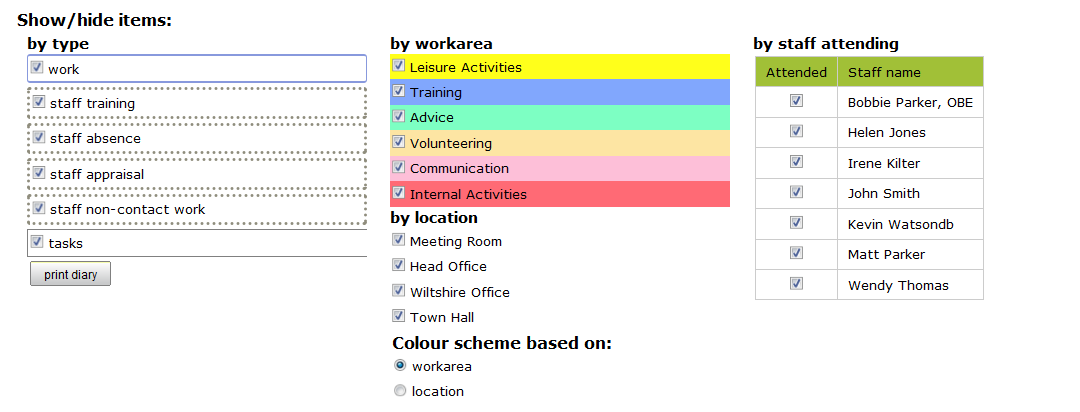 Show/hide items:
by type
work
staff training
staff absence
staff appraisal
staff non-contact work
tasks
print diary
by workarea
Leisure Activities
Training
Advice
Volunteering
Communication
Internal Activities
by location
Meeting Room
Head Office
Wiltshire Office
Town Hall
Colour scheme based on:
workarea
location
by staff attending
Attended Staff name
Bobbie Parker, OBE
Helen Jones
Irene Kilter
John Smith
Kevin Watsondb
Matt Parker
Wendy Thomas